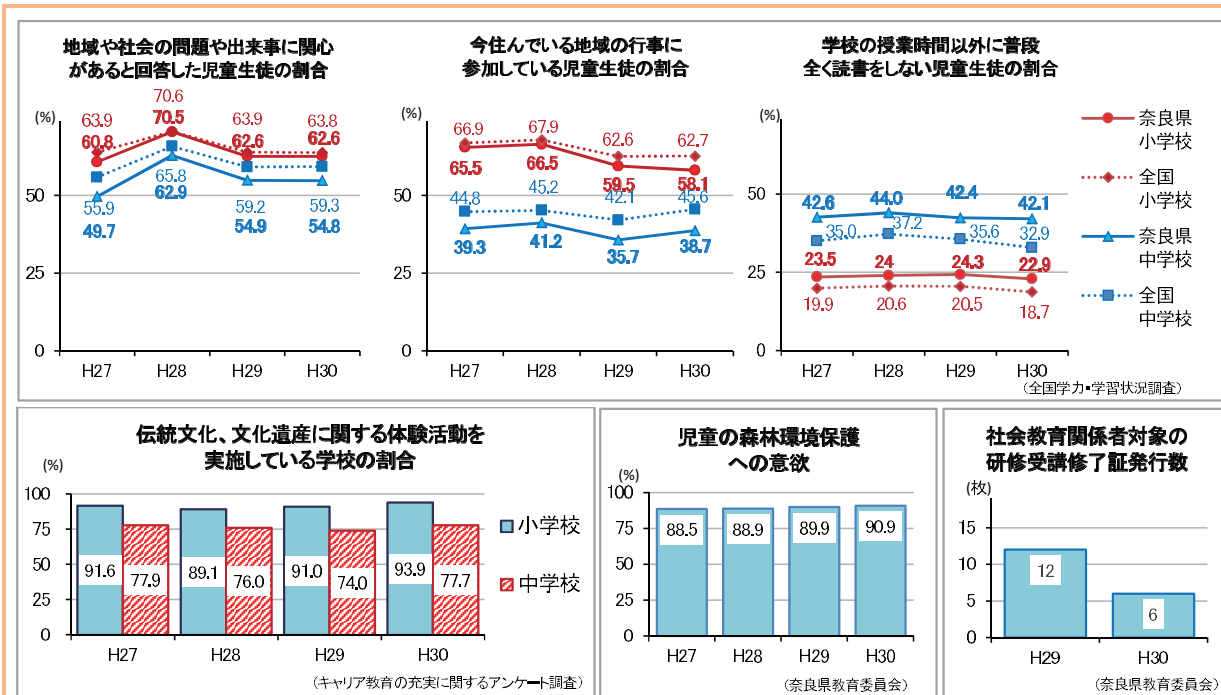 地域や社会の問題や出来事に関心
があると回答した児童生徒の割合
(%)
63.9
70.6
63.9
63.8
60.8
70.5
62.6
62.6
50
55.9
65.8
59.2
59.3
49.7
62.9
54.9
54.8
25
0
H27
H28
H29
H30
今住んでいる地域の行事に
参加している児童生徒の割合
(%)
66.9
67.9
62.6
62.7
65.5
66.5
59.5
58.1
50
44.8
45.2
42.1
45.6
39.3
41.2
35.7
38.7
25
0
H27
H28
H29
H30
学校の授業時間以外に普段
全く読書をしない児童生徒の割合
(%)
50
42.6
44.0
42.4
42.1
35.0
37.2
35.6
32.9
23.5
24
24.3
22.9
25
19.9
20.6
20.5
18.7
0
H27
H28
H29
H30
奈良県
小学校
全国
小学校
奈良県
中学校
全国
中学校
(全国学力・学習状況調査)
伝統文化、文化遺産に関する体験活動を
実施している学校の割合
(%)
100
75
50
25
0
91.6
77.9
89.1
76.0
91.0
74.0
93.9
77.7
H27
H28
H29
H30
小学校
中学校
(キャリア教育の充実に関するアンケート調査)
児童の森林環境保護
への意欲
(%)
100
75
50
25
0
88.5
88.9
89.9
90.9
H27
H28
H29
H30
(奈良県教育委員会)
社会教育関係者対象の
研修受講修了証発行数
(枚)
15
10
5
0
12
6
H29
H30
(奈良県教育委員会)